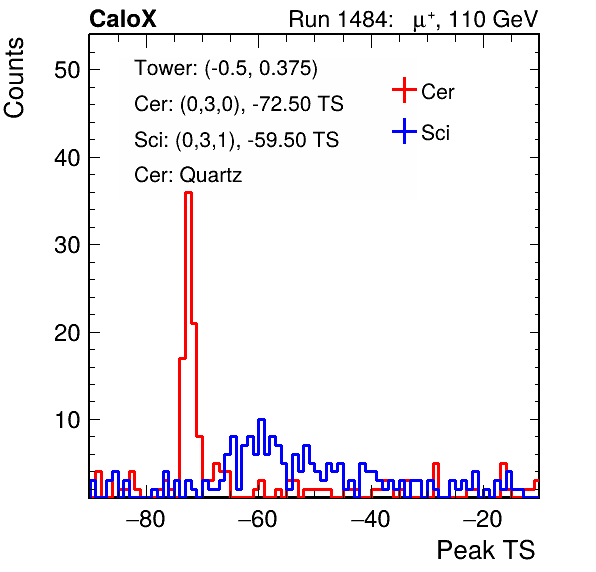 CaloX Run 1484: μ⁺, 110 GeV
Counts
Tower: (-0.5, 0.375)
Cer: (0,3,0), -72.50 TS
Sci: (0,3,1), -59.50 TS
Cer: Quartz
Cer
Sci
50
40
30
20
10
−80 −60 −40 −20
Peak TS